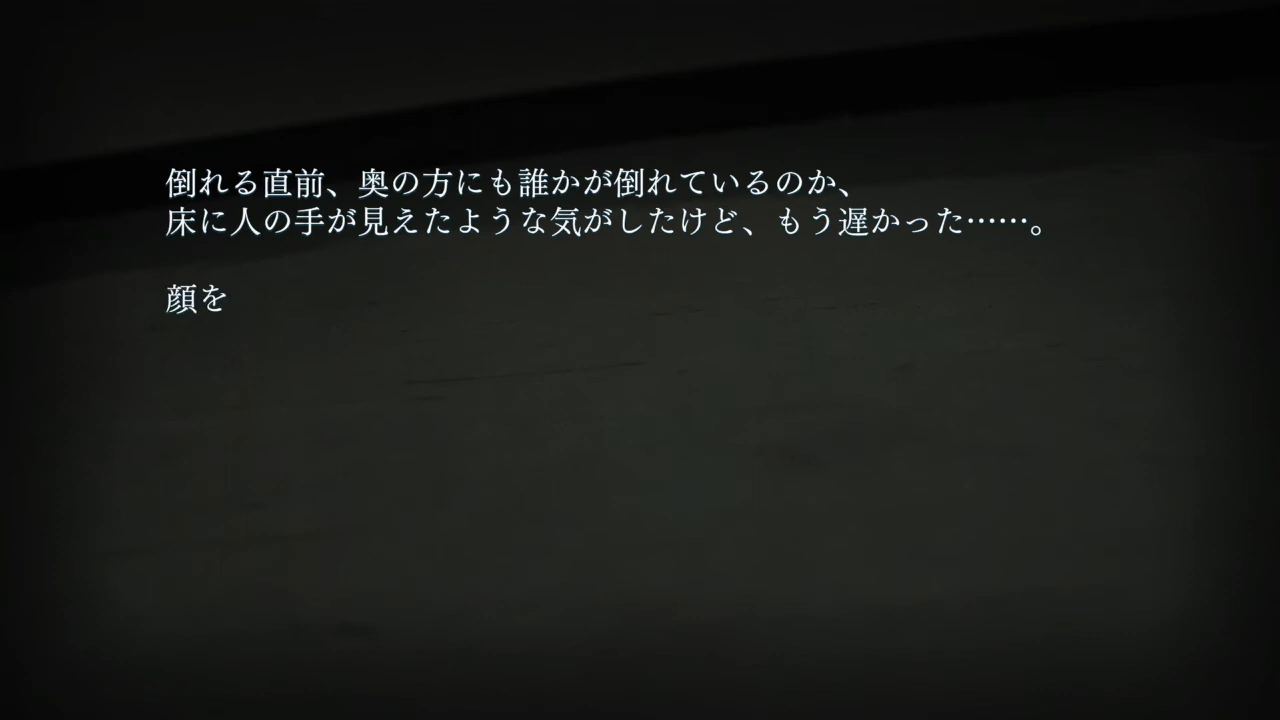 倒れる直前、奥の方にも誰かが倒れているのか、
床に人の手が見えたような気がしたけど、もう遅かった……。
顔を